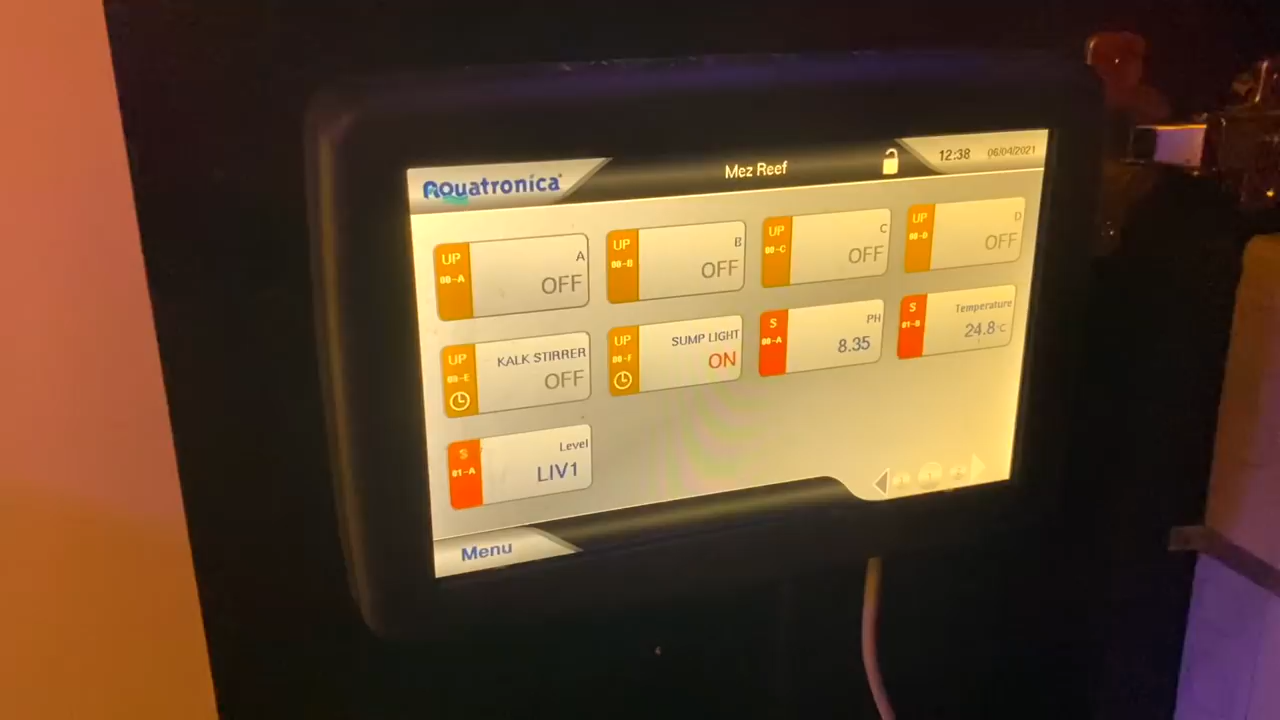 Aquatronica
Mez Reef
12:38 06/04/2021
UP
00-A
A
OFF
UP
00-B
B
OFF
UP
00-C
C
OFF
UP
00-D
D
OFF
UP
00-E
KALK STIRRER
OFF
UP
00-F
SUMP LIGHT
ON
S
00-A
PH
8.35
S
01-B
Temperature
24.8°C
S
01-A
Level
LIV1
Menu